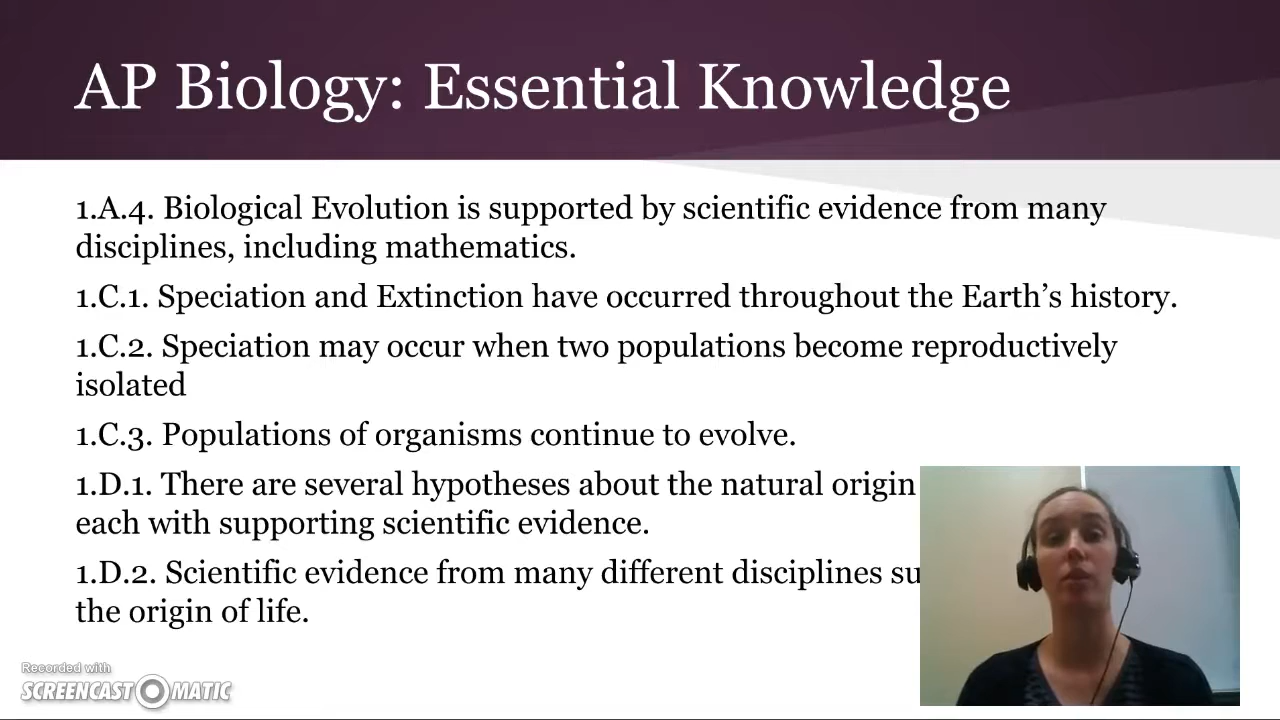 AP Biology: Essential Knowledge
1.A.4. Biological Evolution is supported by scientific evidence from many
disciplines, including mathematics.
1.C.1. Speciation and Extinction have occurred throughout the Earth’s history.
1.C.2. Speciation may occur when two populations become reproductively
isolated
1.C.3. Populations of organisms continue to evolve.
1.D.1. There are several hypotheses about the natural origin
each with supporting scientific evidence.
1.D.2. Scientific evidence from many different disciplines
the origin of life.
Recorded with
SCREENCAST MATIC